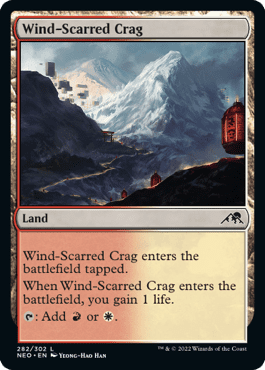 Wind-Scarred Crag
Land
Wind-Scarred Crag enters the
battlefield tapped.
When Wind-Scarred Crag enters the
battlefield, you gain 1 life.
: Add or .
282/302 L
NEO • EN Yeong-Hao Han
™ & © 2022 Wizards of the Coast